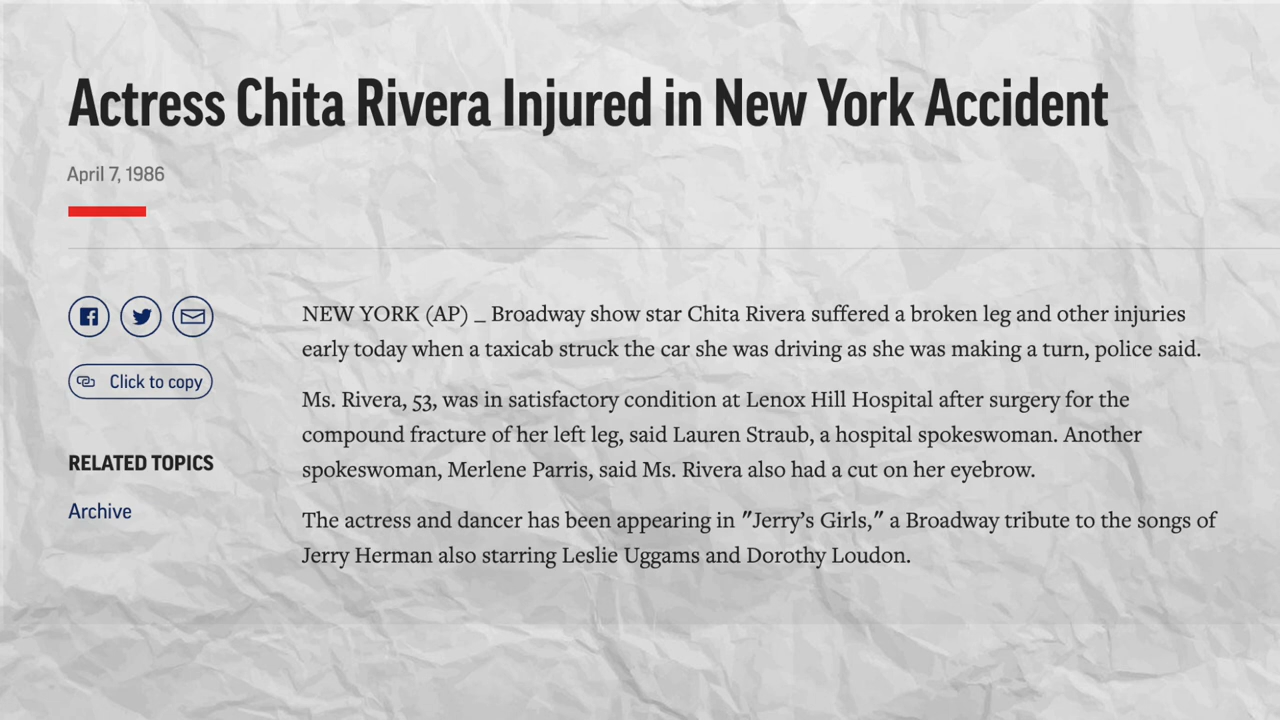 Actress Chita Rivera Injured in New York Accident
April 7, 1986
Click to copy
RELATED TOPICS
Archive
NEW YORK (AP) _ Broadway show star Chita Rivera suffered a broken leg and other injuries
early today when a taxicab struck the car she was driving as she was making a turn, police said.
Ms. Rivera, 53, was in satisfactory condition at Lenox Hill Hospital after surgery for the
compound fracture of her left leg, said Lauren Straub, a hospital spokeswoman. Another
spokeswoman, Merlene Parris, said Ms. Rivera also had a cut on her eyebrow.
The actress and dancer has been appearing in "Jerry’s Girls," a Broadway tribute to the songs of
Jerry Herman also starring Leslie Uggams and Dorothy Loudon.